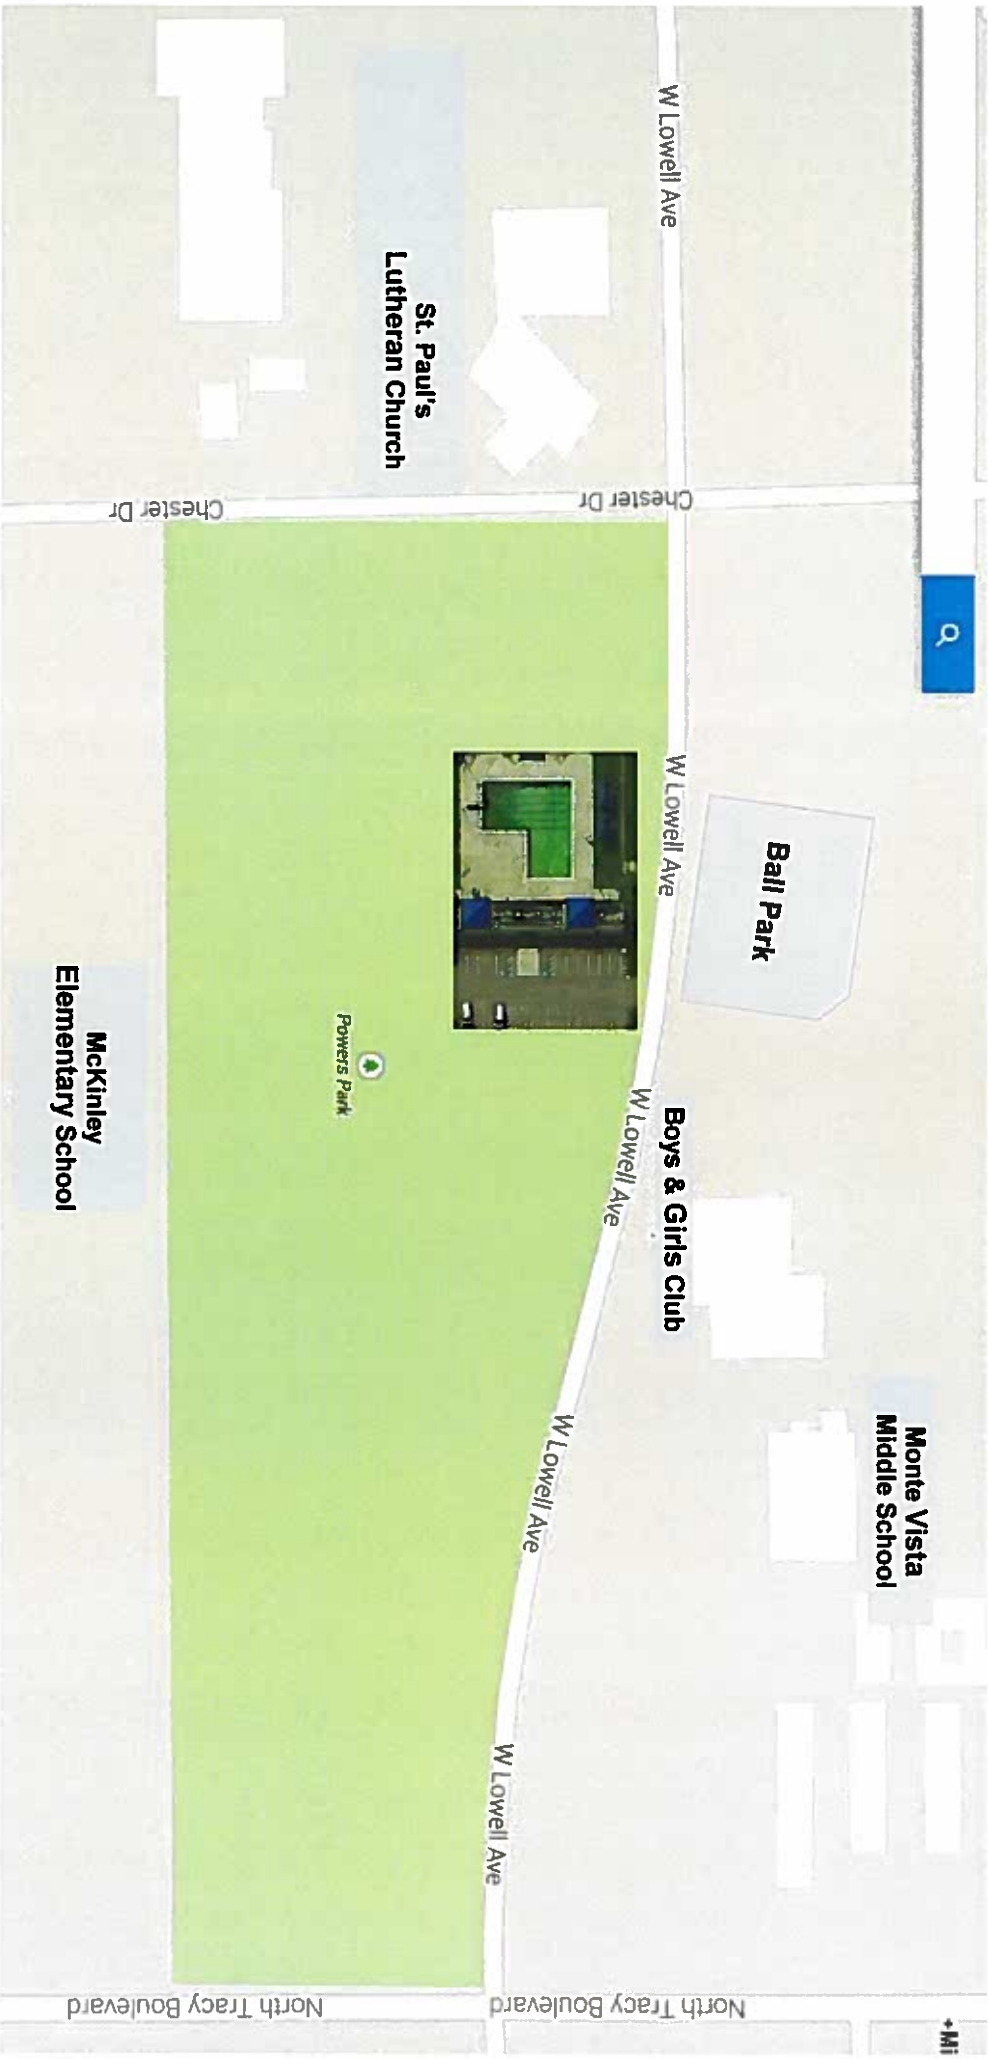 W Lowell Ave
St. Paul's
Lutheran Church
Chester Dr
Chester Dr
W Lowell Ave
Ball Park
Powers Park
McKinley
Elementary School
W Lowell Ave
Boys & Girls Club
W Lowell Ave
Monte Vista
Middle School
W Lowell Ave
North Tracy Boulevard
North Tracy Boulevard
+Mi